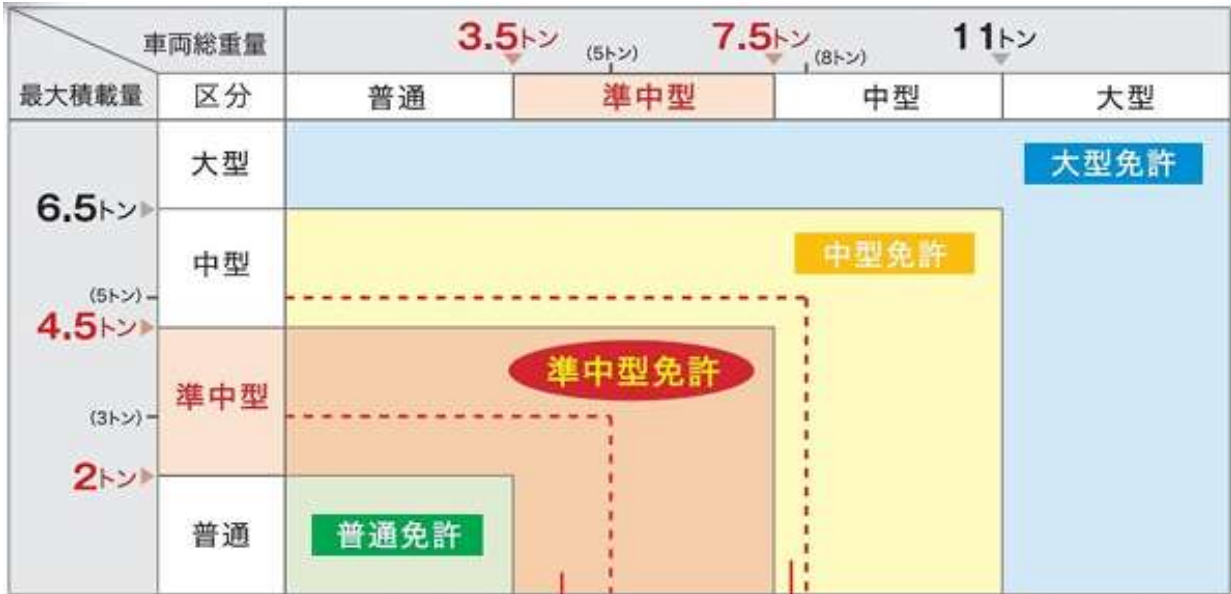 車両総重量
3.5トン
(5トン)
7.5トン
(8トン)
11トン
最大積載量
区分
普通
準中型
中型
大型
大型
大型免許
6.5トン
中型
中型免許
(5トン)
4.5トン
準中型
準中型免許
(3トン)
2トン
普通
普通免許